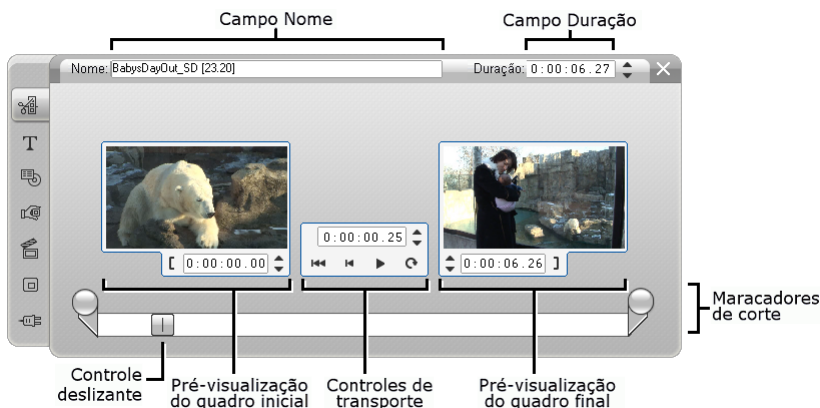 Campo Nome
Campo Duração
Nome: BabysDayOut_SD [23.20]
Duração: 0:00:06.27
T
0:00:00.25
[ 0:00:00.00
0:00:06.26 ]
Maracadores
de corte
Controle
deslizante
Pré-visualização
do quadro inicial
Controles de
transporte
Pré-visualização
do quadro final